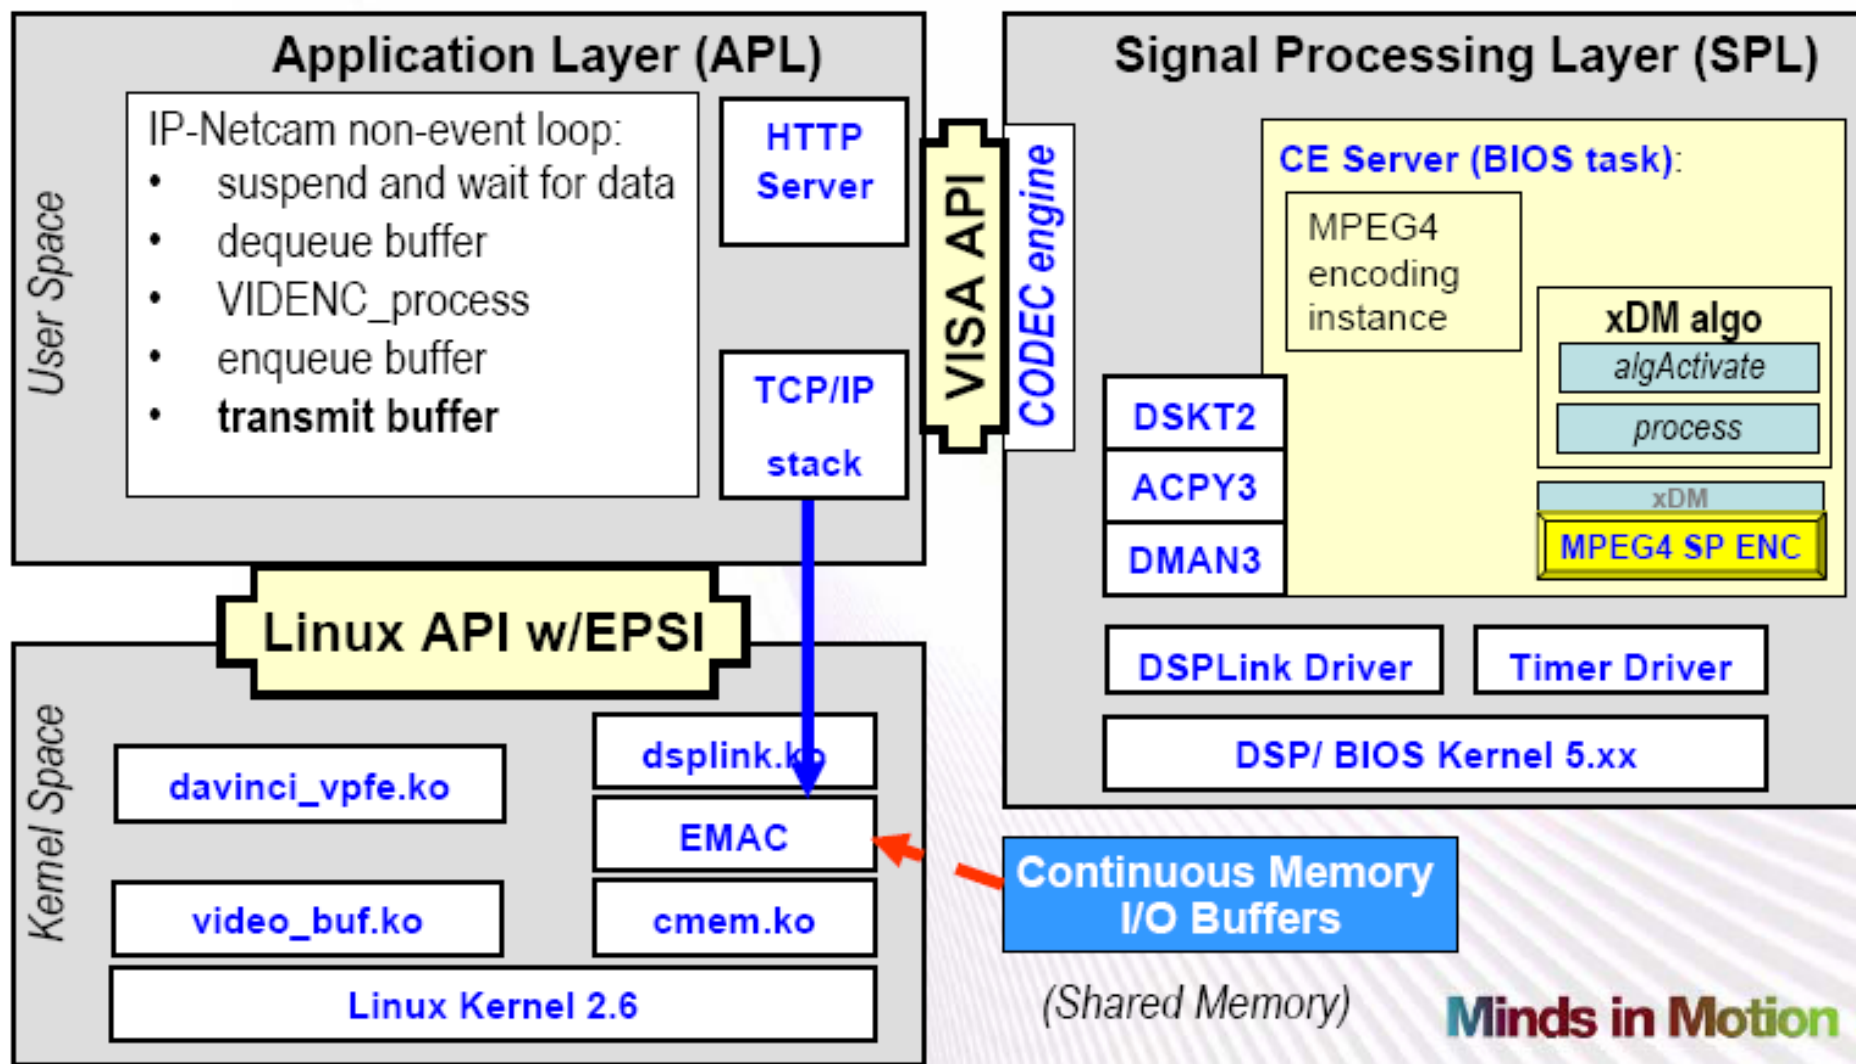 Application Layer (APL)
User Space
IP-Netcam non-event loop:
• suspend and wait for data
• dequeue buffer
• VIDENC_process
• enqueue buffer
• transmit buffer
HTTP
Server
TCP/IP
stack
VISA API
Linux API w/EPSI
Kernel Space
davinci_vpfe.ko
video_buf.ko
dsplink.ko
EMAC
cmem.ko
Linux Kernel 2.6
Signal Processing Layer (SPL)
CODEC engine
CE Server (BIOS task):
MPEG4
encoding
instance
xDM algo
algActivate
process
xDM
MPEG4 SP ENC
DSKT2
ACPY3
DMAN3
DSPLink Driver
Timer Driver
DSP/ BIOS Kernel 5.xx
Continuous Memory
I/O Buffers
(Shared Memory)
Minds in Motion